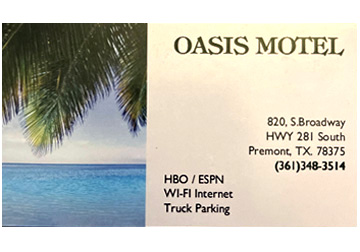 OASIS MOTEL
820, S.Broadway
HWY 281 South
Premont, TX. 78375
(361)348-3514
HBO / ESPN
WI-FI Internet
Truck Parking